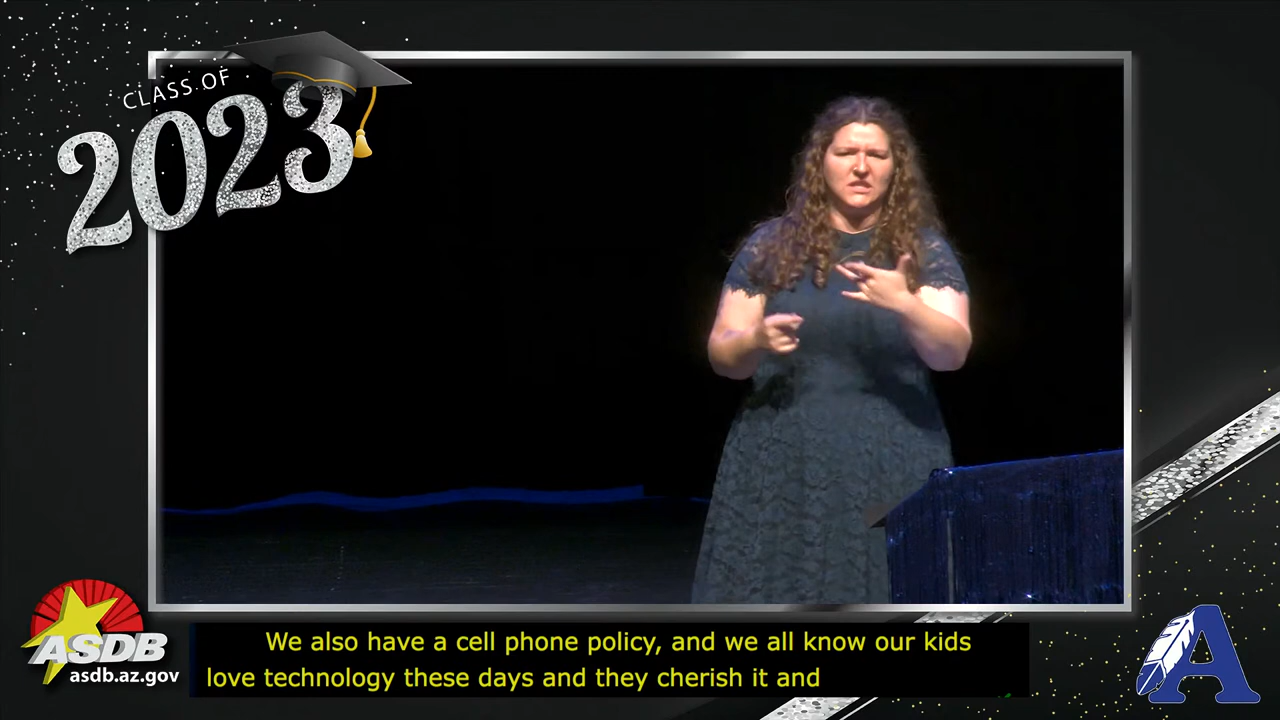 CLASS OF
2023
ASDB
asdb.az.gov
We also have a cell phone policy, and we all know our kids
love technology these days and they cherish it and
A